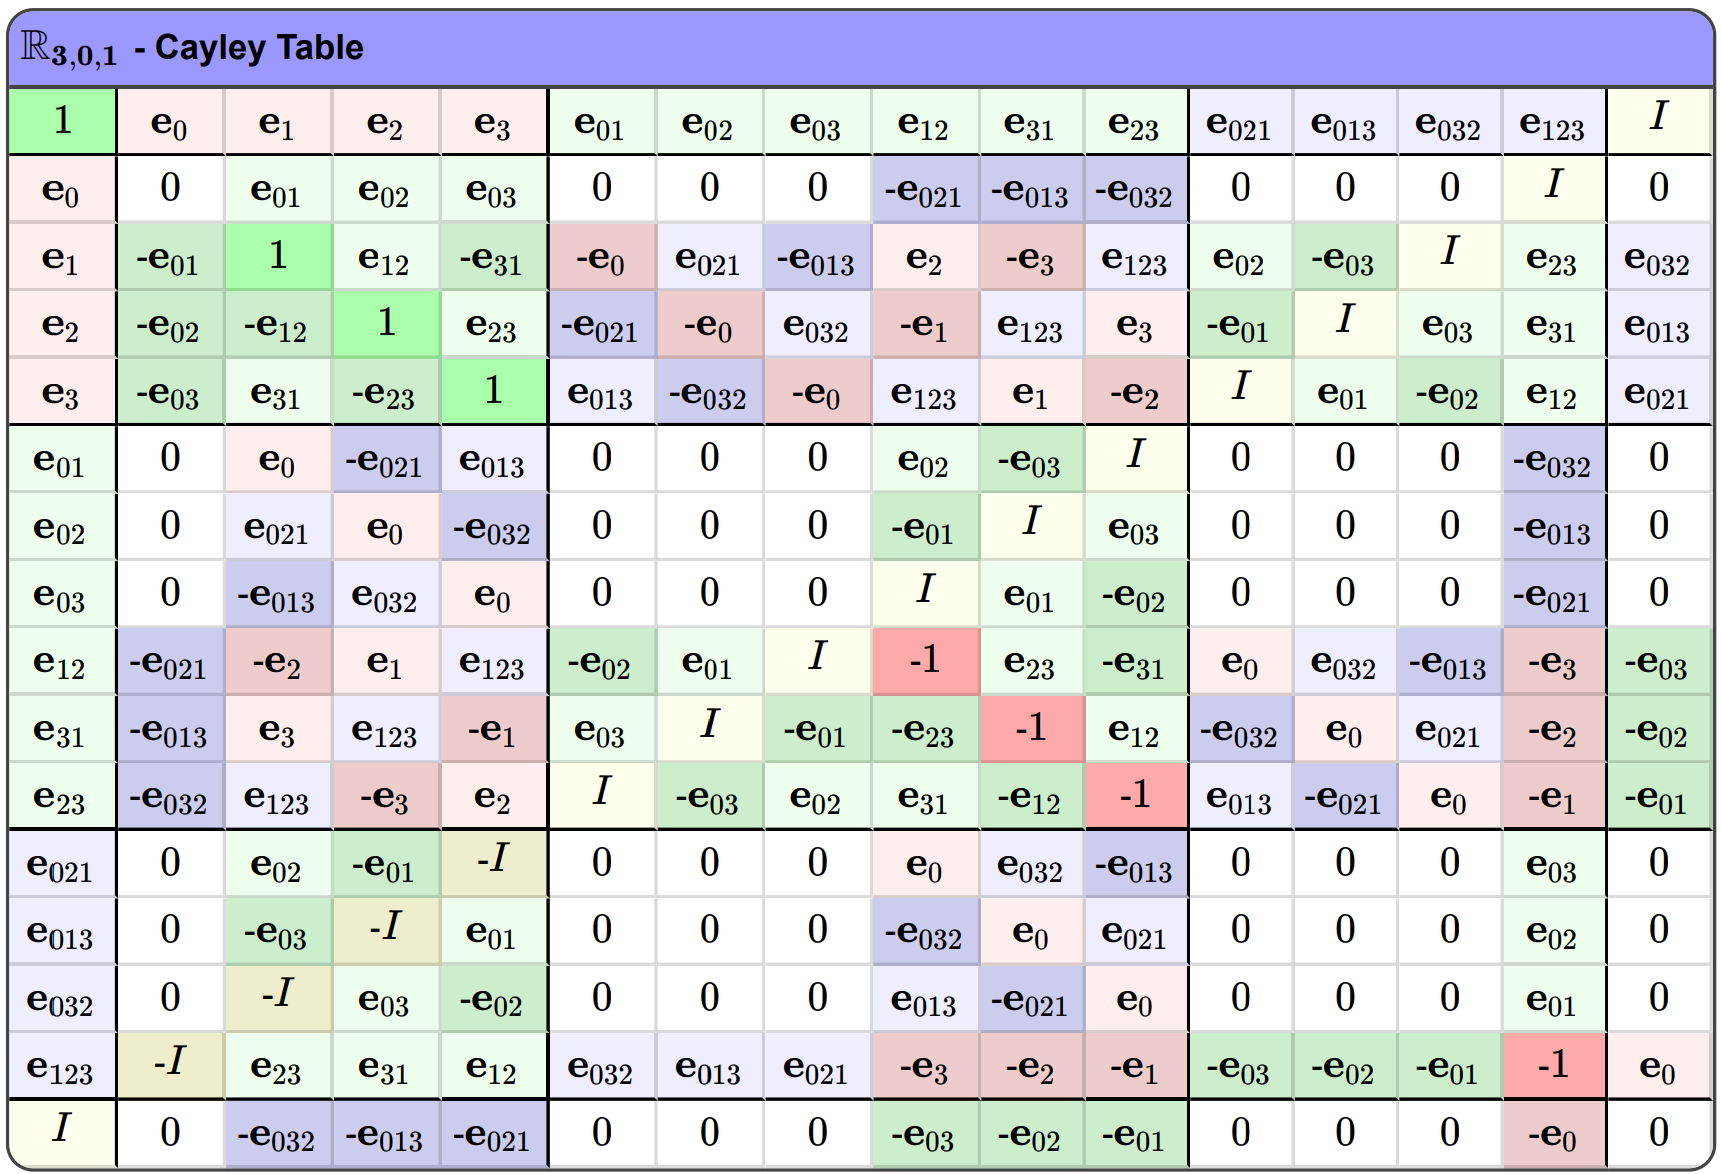 ℝ₃,₀,₁ - Cayley Table
1 e₀ e₁ e₂ e₃ e₀₁ e₀₂ e₀₃ e₁₂ e₃₁ e₂₃ e₀₂₁ e₀₁₃ e₀₃₂ e₁₂₃ I
e₀ 0 e₀₁ e₀₂ e₀₃ 0 0 0 -e₀₂₁ -e₀₁₃ -e₀₃₂ 0 0 0 I 0
e₁ -e₀₁ 1 e₁₂ -e₃₁ -e₀ e₀₂₁ -e₀₁₃ e₂ -e₃ e₁₂₃ e₀₂ -e₀₃ I e₂₃ e₀₃₂
e₂ -e₀₂ -e₁₂ 1 e₂₃ -e₀₂₁ -e₀ e₀₃₂ -e₁ e₁₂₃ e₃ -e₀₁ I e₀₃ e₃₁ e₀₁₃
e₃ -e₀₃ e₃₁ -e₂₃ 1 e₀₁₃ -e₀₃₂ -e₀ e₁₂₃ e₁ -e₂ I e₀₁ -e₀₂ e₁₂ e₀₂₁
e₀₁ 0 e₀ -e₀₂₁ e₀₁₃ 0 0 0 e₀₂ -e₀₃ I 0 0 0 -e₀₃₂ 0
e₀₂ 0 e₀₂₁ e₀ -e₀₃₂ 0 0 0 -e₀₁ I e₀₃ 0 0 0 -e₀₁₃ 0
e₀₃ 0 -e₀₁₃ e₀₃₂ e₀ 0 0 0 I e₀₁ -e₀₂ 0 0 0 -e₀₂₁ 0
e₁₂ -e₀₂₁ -e₂ e₁ e₁₂₃ -e₀₂ e₀₁ I -1 e₂₃ -e₃₁ e₀ e₀₃₂ -e₀₁₃ -e₃ -e₀₃
e₃₁ -e₀₁₃ e₃ e₁₂₃ -e₁ e₀₃ I -e₀₁ -e₂₃ -1 e₁₂ -e₀₃₂ e₀ e₀₂₁ -e₂ -e₀₂
e₂₃ -e₀₃₂ e₁₂₃ -e₃ e₂ I -e₀₃ e₀₂ e₃₁ -e₁₂ -1 e₀₁₃ -e₀₂₁ e₀ -e₁ -e₀₁
e₀₂₁ 0 e₀₂ -e₀₁ -I 0 0 0 e₀ e₀₃₂ -e₀₁₃ 0 0 0 e₀₃ 0
e₀₁₃ 0 -e₀₃ -I e₀₁ 0 0 0 -e₀₃₂ e₀ e₀₂₁ 0 0 0 e₀₂ 0
e₀₃₂ 0 -I e₀₃ -e₀₂ 0 0 0 e₀₁₃ -e₀₂₁ e₀ 0 0 0 e₀₁ 0
e₁₂₃ -I e₂₃ e₃₁ e₁₂ e₀₃₂ e₀₁₃ e₀₂₁ -e₃ -e₂ -e₁ -e₀₃ -e₀₂ -e₀₁ -1 e₀
I 0 -e₀₃₂ -e₀₁₃ -e₀₂₁ 0 0 0 -e₀₃ -e₀₂ -e₀₁ 0 0 0 -e₀ 0